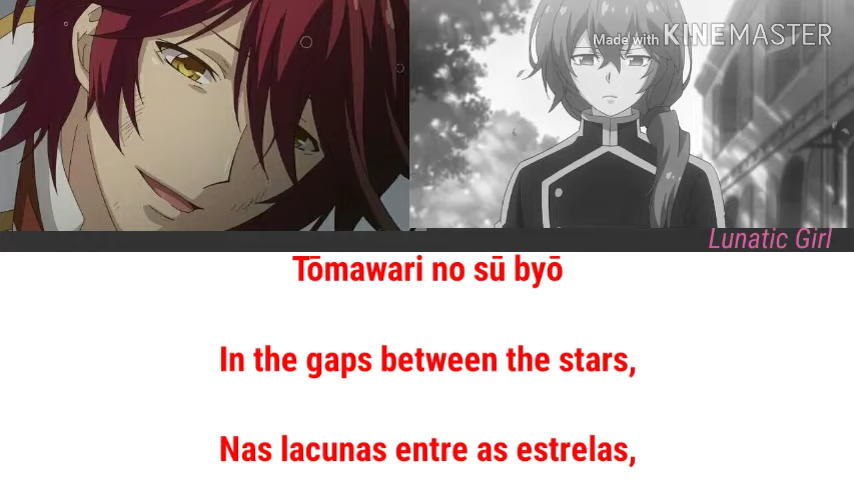 Made with KINEMASTER
Lunatic Girl
Tōmawari no sū byō
In the gaps between the stars,
Nas lacunas entre as estrelas,